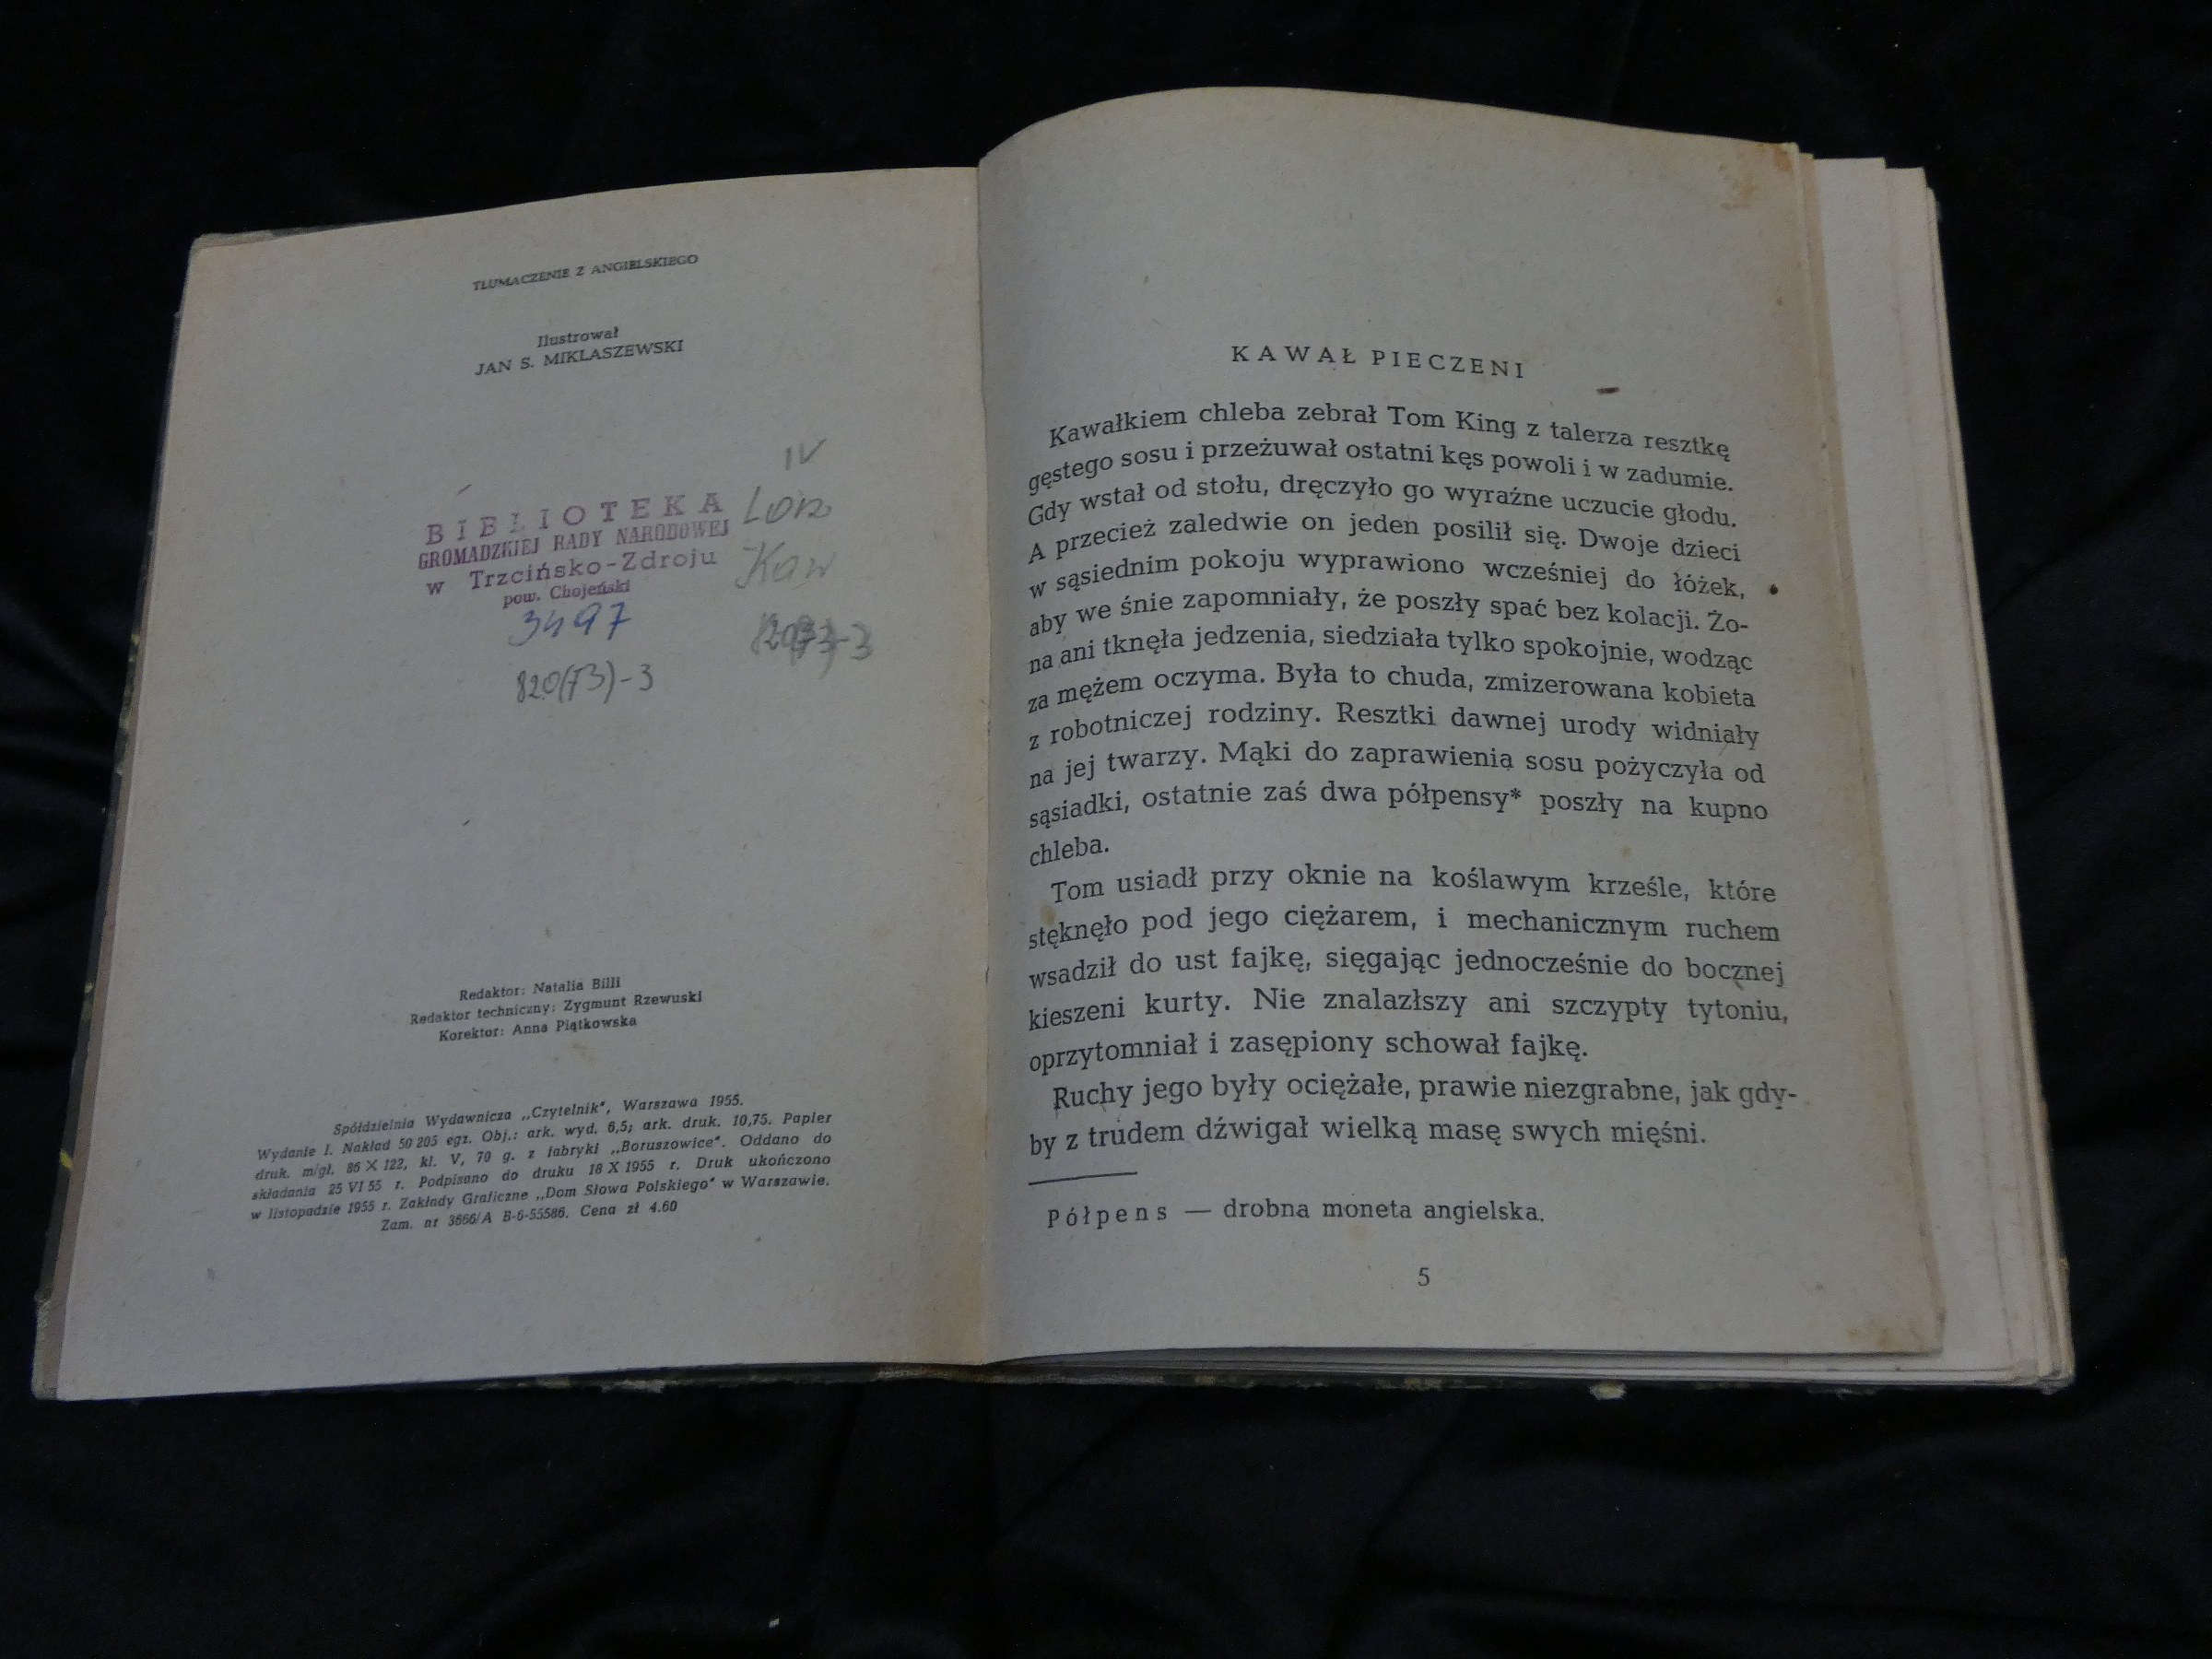 TŁUMACZENIE Z ANGIELSKIEGO
Ilustrował
JAN S. MIKLASZEWSKI
IV
Lon
Kaw
BIBLIOTEKA
GROMADZKIEJ RADY NARODOWEJ
w Trzcińsko-Zdroju
pow. Chojeński
3497
820(73)-3
Redaktor: Natalia Billi
Redaktor techniczny: Zygmunt Rzewuski
Korektor: Anna Piątkowska
Spółdzielnia Wydawnicza „Czytelnik", Warszawa 1955.
Wydanie I. Nakład 50 205 egz. Obj.: ark. wyd. 6,5; ark. druk. 10,75. Papier
druk. m/gł. 86 X 122, kl. V, 70 g. z fabryki „Boruszowice". Oddano do
składania 25 VI 55 r. Podpisano do druku 18 X 1955 r. Druk ukończono
w listopadzie 1955 r. Zakłady Graficzne „Dom Słowa Polskiego" w Warszawie.
Zam. nr 3666/A B-6-55586. Cena zł 4.60
KAWAŁ PIECZENI
Kawałkiem chleba zebrał Tom King z talerza resztkę
gęstego sosu i przeżuwał ostatni kęs powoli i w zadumie.
Gdy wstał od stołu, dręczyło go wyraźne uczucie głodu.
A przecież zaledwie on jeden posilił się. Dwoje dzieci
w sąsiednim pokoju wyprawiono wcześniej do łóżek,
aby we śnie zapomniały, że poszły spać bez kolacji. Żo-
na ani tknęła jedzenia, siedziała tylko spokojnie, wodząc
za mężem oczyma. Była to chuda, zmizerowana kobieta
z robotniczej rodziny. Resztki dawnej urody widniały
na jej twarzy. Mąki do zaprawienia sosu pożyczyła od
sąsiadki, ostatnie zaś dwa półpensy* poszły na kupno
chleba.
Tom usiadł przy oknie na koślawym krześle, które
stęknęło pod jego ciężarem, i mechanicznym ruchem
wsadził do ust fajkę, sięgając jednocześnie do bocznej
kieszeni kurty. Nie znalazłszy ani szczypty tytoniu,
oprzytomniał i zasępiony schował fajkę.
Ruchy jego były ociężałe, prawie niezgrabne, jak gdy-
by z trudem dźwigał wielką masę swych mięśni.
Półpens — drobna moneta angielska.
5